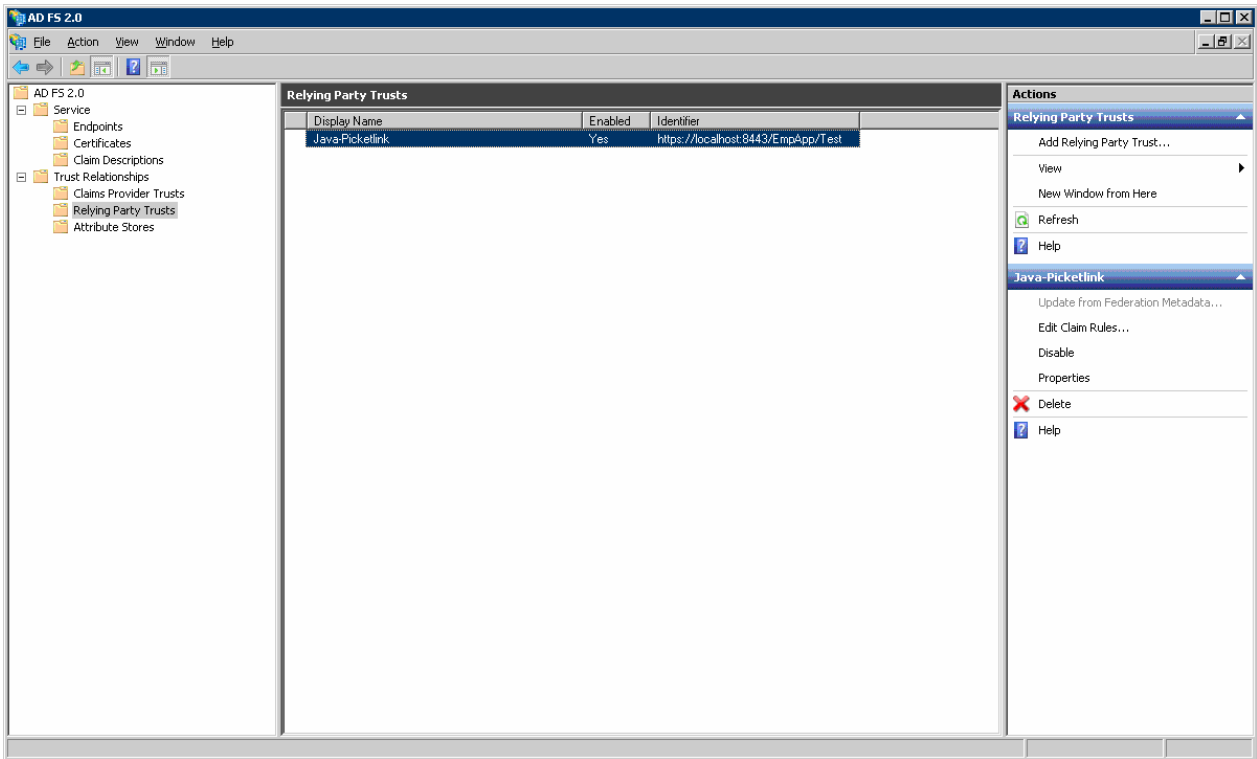 AD FS 2.0
File Action View Window Help
AD FS 2.0
Service
Endpoints
Certificates
Claim Descriptions
Trust Relationships
Claims Provider Trusts
Relying Party Trusts
Attribute Stores
Relying Party Trusts
Display Name Enabled Identifier
Java-Picketlink Yes https://localhost:8443/EmpApp/Test
Actions
Relying Party Trusts
Add Relying Party Trust...
View
New Window from Here
Refresh
? Help
Java-Picketlink
Update from Federation Metadata...
Edit Claim Rules...
Disable
Properties
Delete
? Help